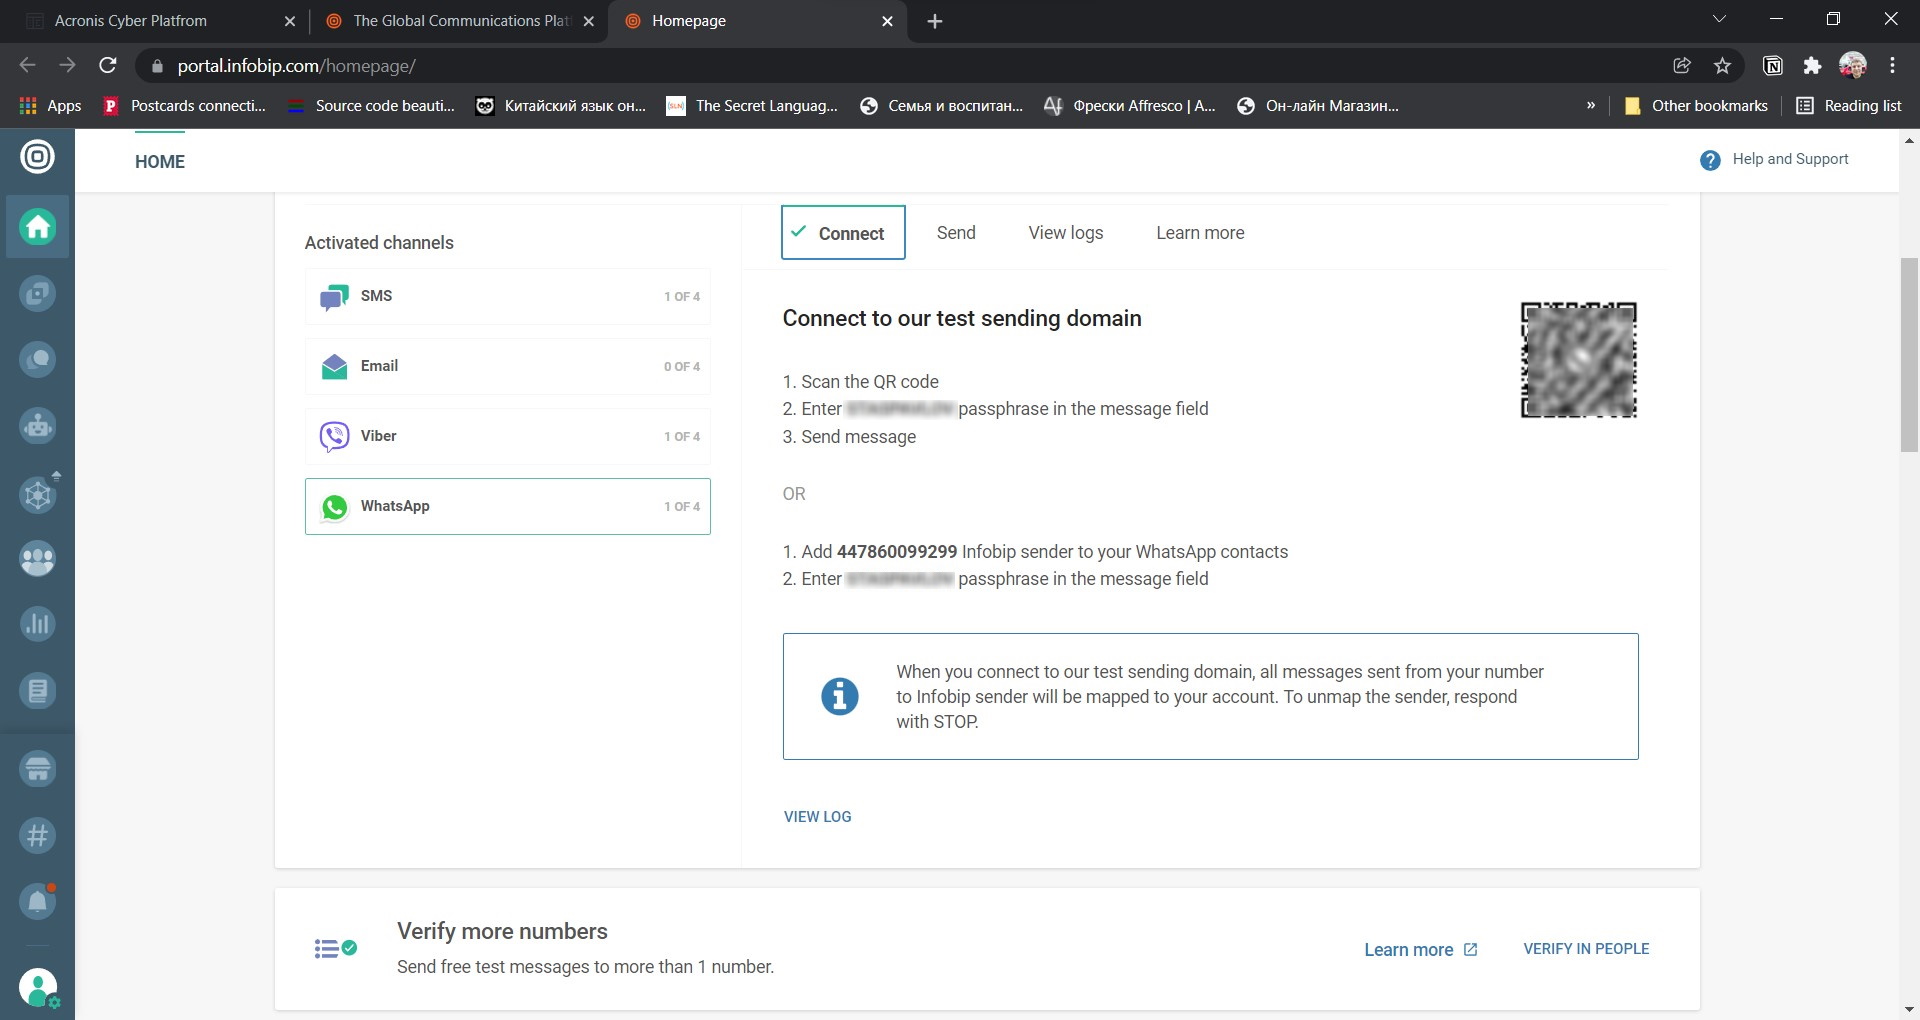 Acronis Cyber Platfrom
The Global Communications Plat
Homepage
portal.infobip.com/homepage/
Apps
Postcards connecti...
Source code beauti...
Китайский язык он...
The Secret Languag...
Семья и воспитан...
Фрески Affresco | A...
Он-лайн Магазин...
»
Other bookmarks
Reading list
HOME
Help and Support
Activated channels
SMS 1 OF 4
Email 0 OF 4
Viber 1 OF 4
WhatsApp 1 OF 4
Connect
Send
View logs
Learn more
Connect to our test sending domain
1. Scan the QR code
2. Enter passphrase in the message field
3. Send message
OR
1. Add 447860099299 Infobip sender to your WhatsApp contacts
2. Enter passphrase in the message field
When you connect to our test sending domain, all messages sent from your number
to Infobip sender will be mapped to your account. To unmap the sender, respond
with STOP.
VIEW LOG
Verify more numbers
Send free test messages to more than 1 number.
Learn more
VERIFY IN PEOPLE